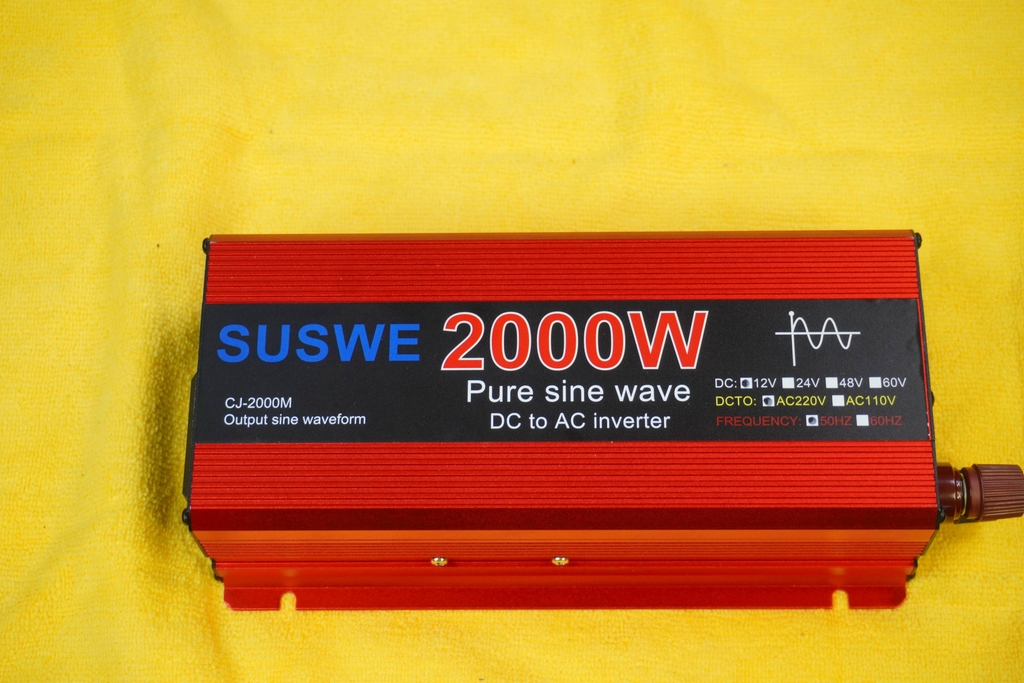 SUSWE
2000W
Pure sine wave
DC to AC inverter
CJ-2000M
Output sine waveform
DC: 12V 24V 48V 60V
DCTO: AC220V AC110V
FREQUENCY: 50HZ 60HZ